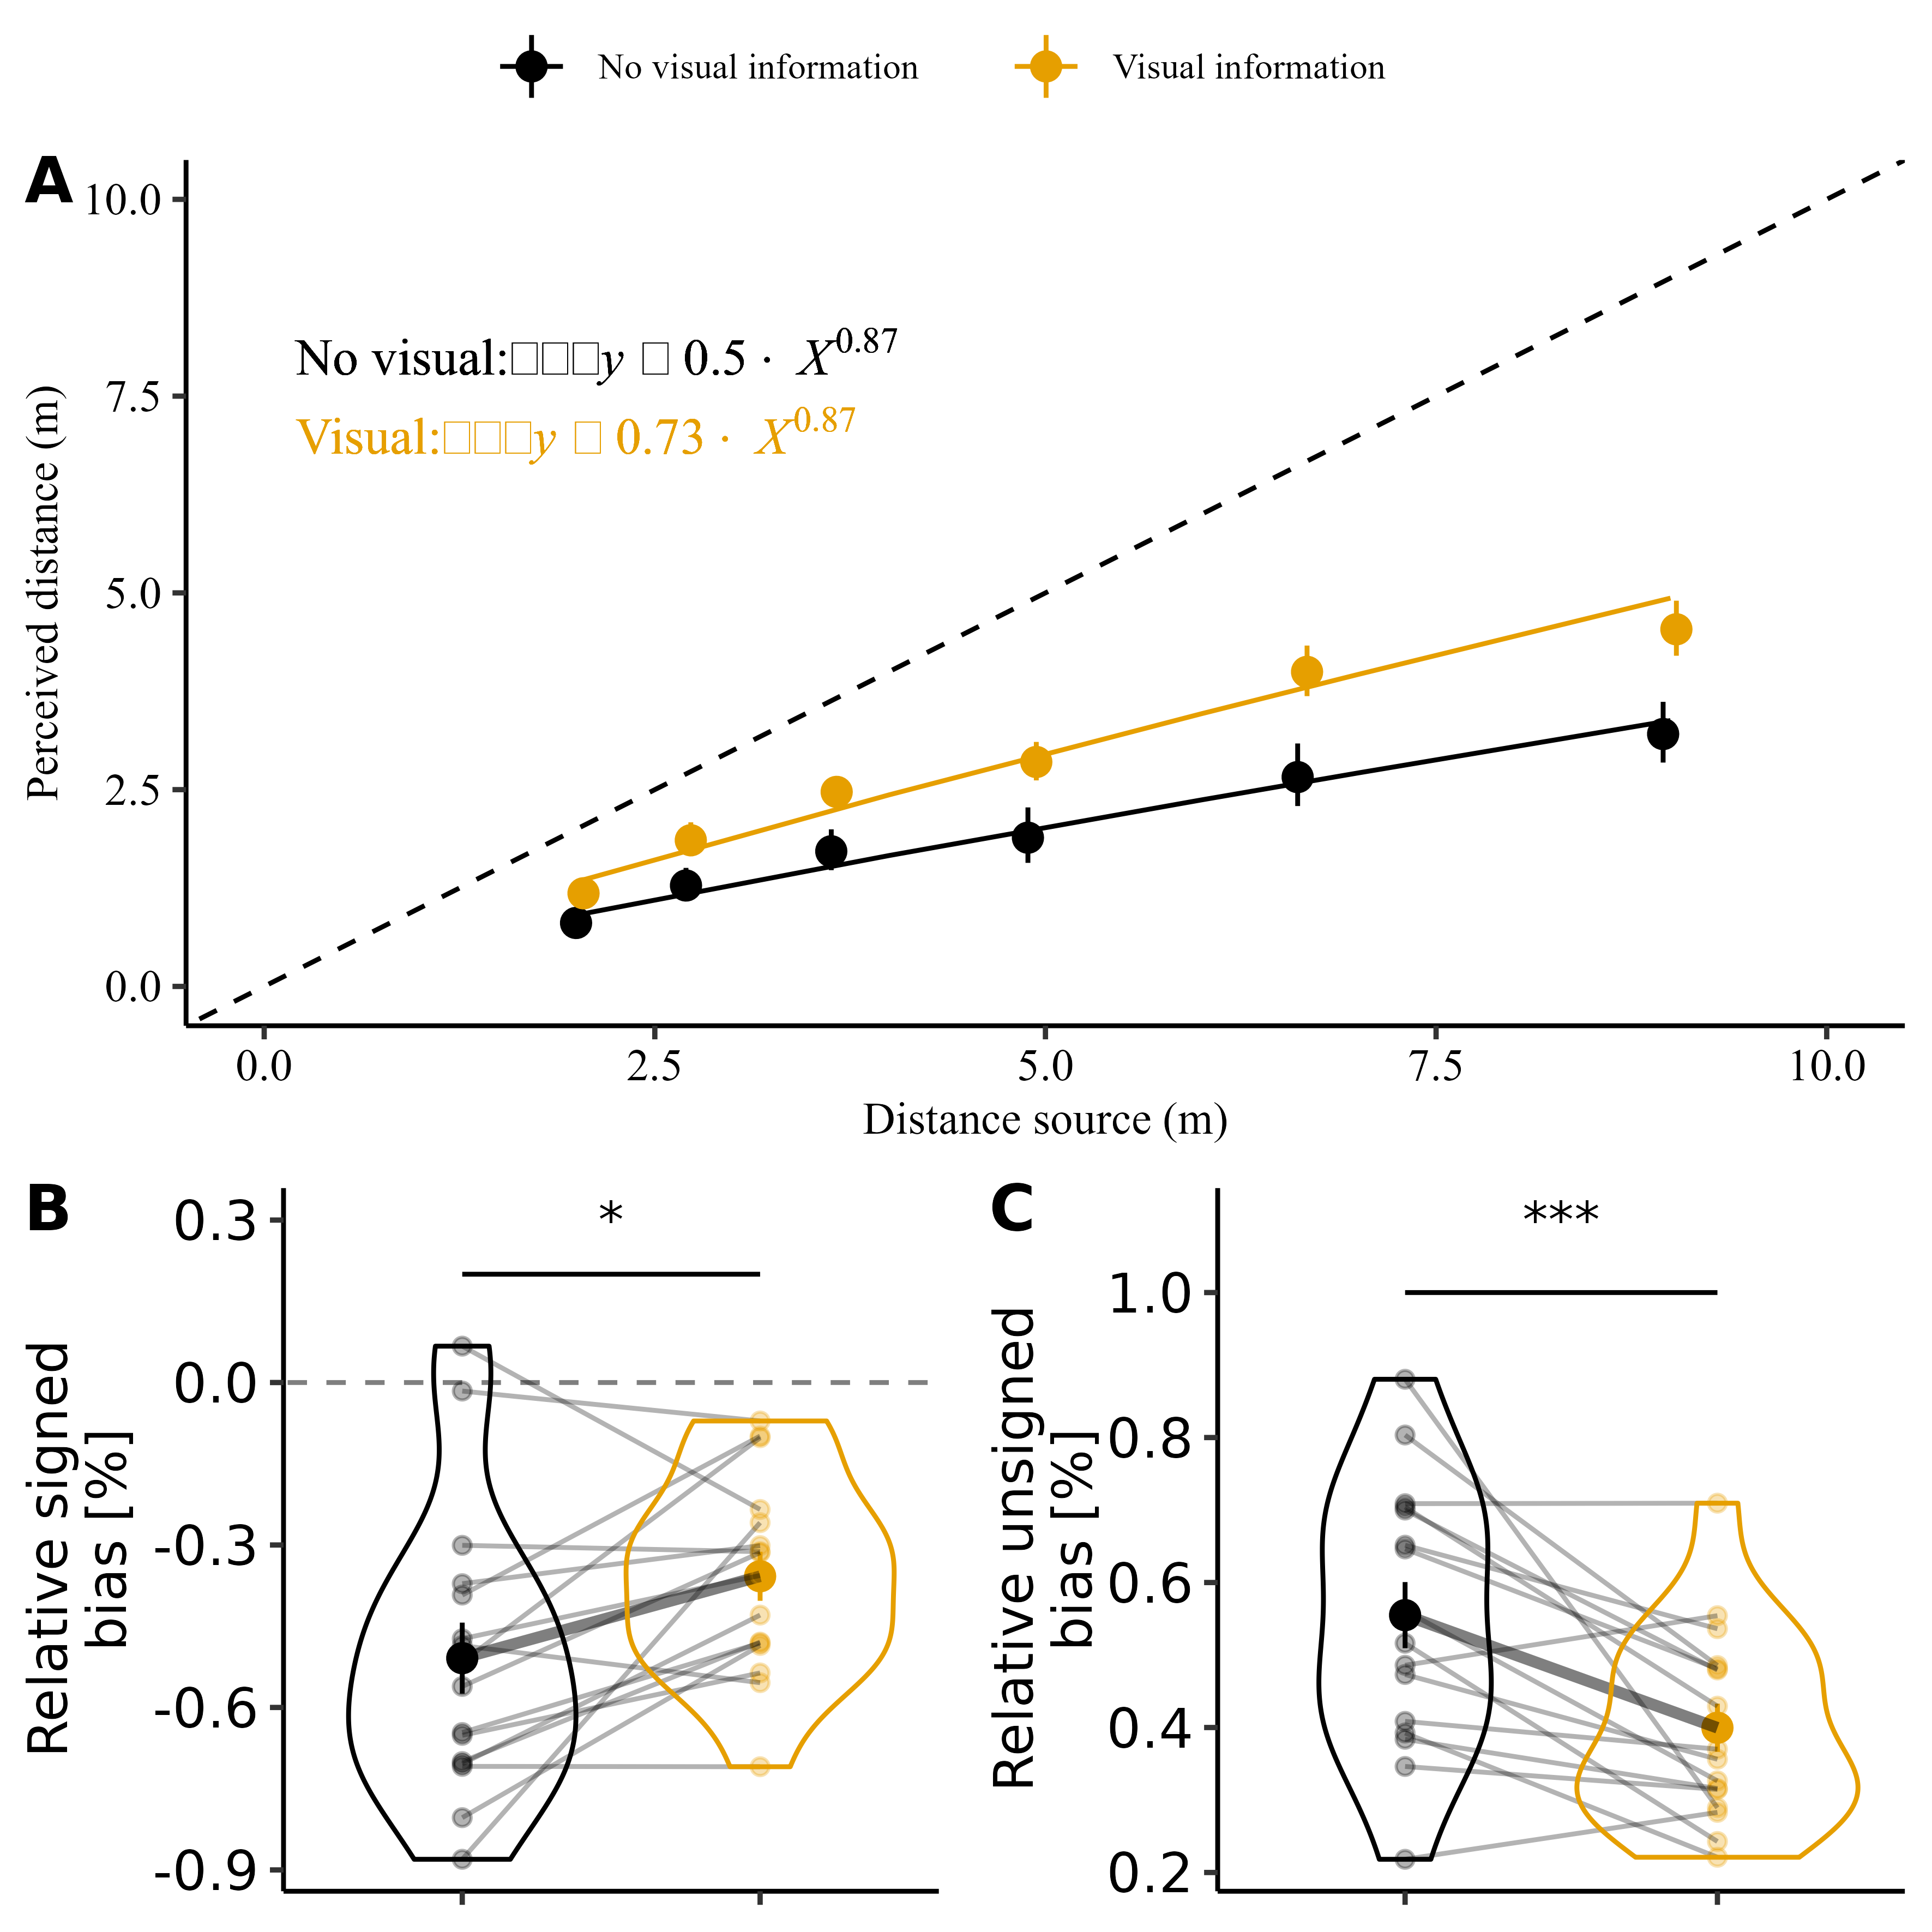 No visual information
Visual information
A
10.0
7.5
5.0
2.5
0.0
Perceived distance (m)
No visual:□□□y □ 0.5 · X^0.87
Visual:□□□y □ 0.73 · X^0.87
0.0 2.5 5.0 7.5 10.0
Distance source (m)
B
0.3
0.0
-0.3
-0.6
-0.9
Relative signed
bias [%]
*
C
1.0
0.8
0.6
0.4
0.2
Relative unsigned
bias [%]
***